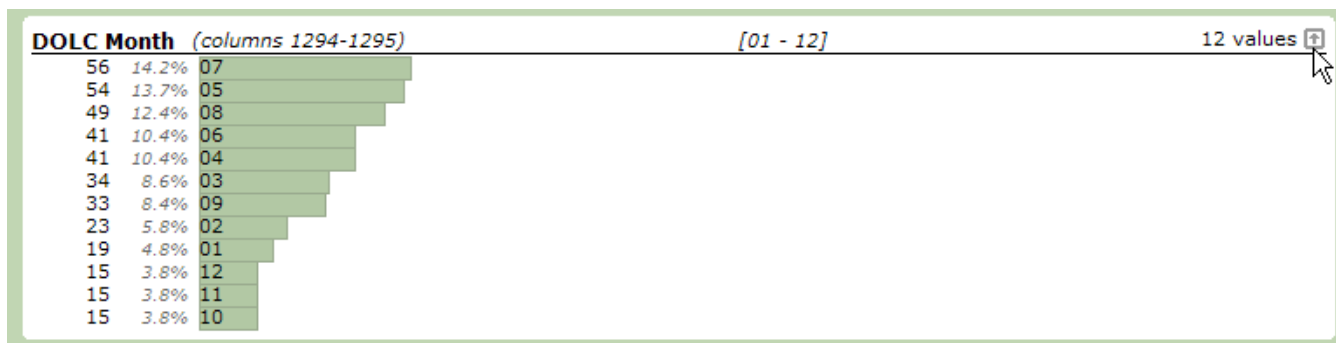 DOLC Month (columns 1294-1295) [01 - 12] 12 values
56 14.2% 07
54 13.7% 05
49 12.4% 08
41 10.4% 06
41 10.4% 04
34 8.6% 03
33 8.4% 09
23 5.8% 02
19 4.8% 01
15 3.8% 12
15 3.8% 11
15 3.8% 10